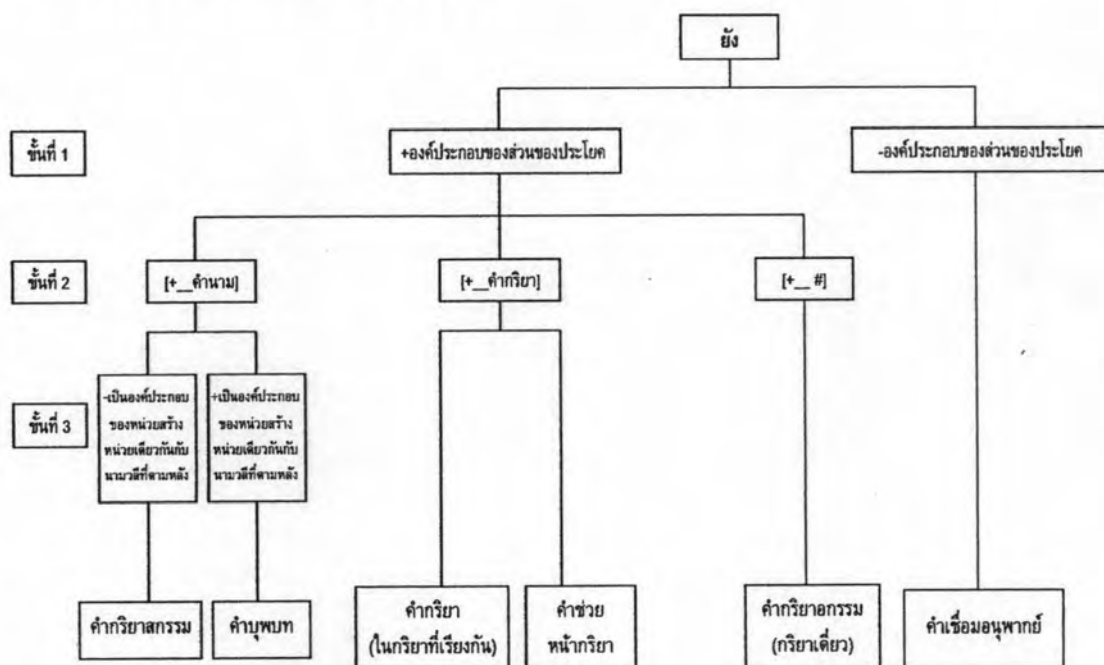 ยัง
ขั้นที่ 1
+องค์ประกอบของส่วนของประโยค
-องค์ประกอบของส่วนของประโยค
ขั้นที่ 2
[+__คำนาม]
[+__คำกริยา]
[+__ #]
ขั้นที่ 3
-เป็นองค์ประกอบ
ของหน่วยสร้าง
หน่วยเดียวกันกับ
นามวลีที่ตามหลัง
+เป็นองค์ประกอบ
ของหน่วยสร้าง
หน่วยเดียวกันกับ
นามวลีที่ตามหลัง
คำกริยาสกรรม
คำบุพบท
คำกริยา
(ในกริยาที่เรียงกัน)
คำช่วย
หน้ากริยา
คำกริยาอกรรม
(กริยาเดี่ยว)
คำเชื่อมอนุพากย์